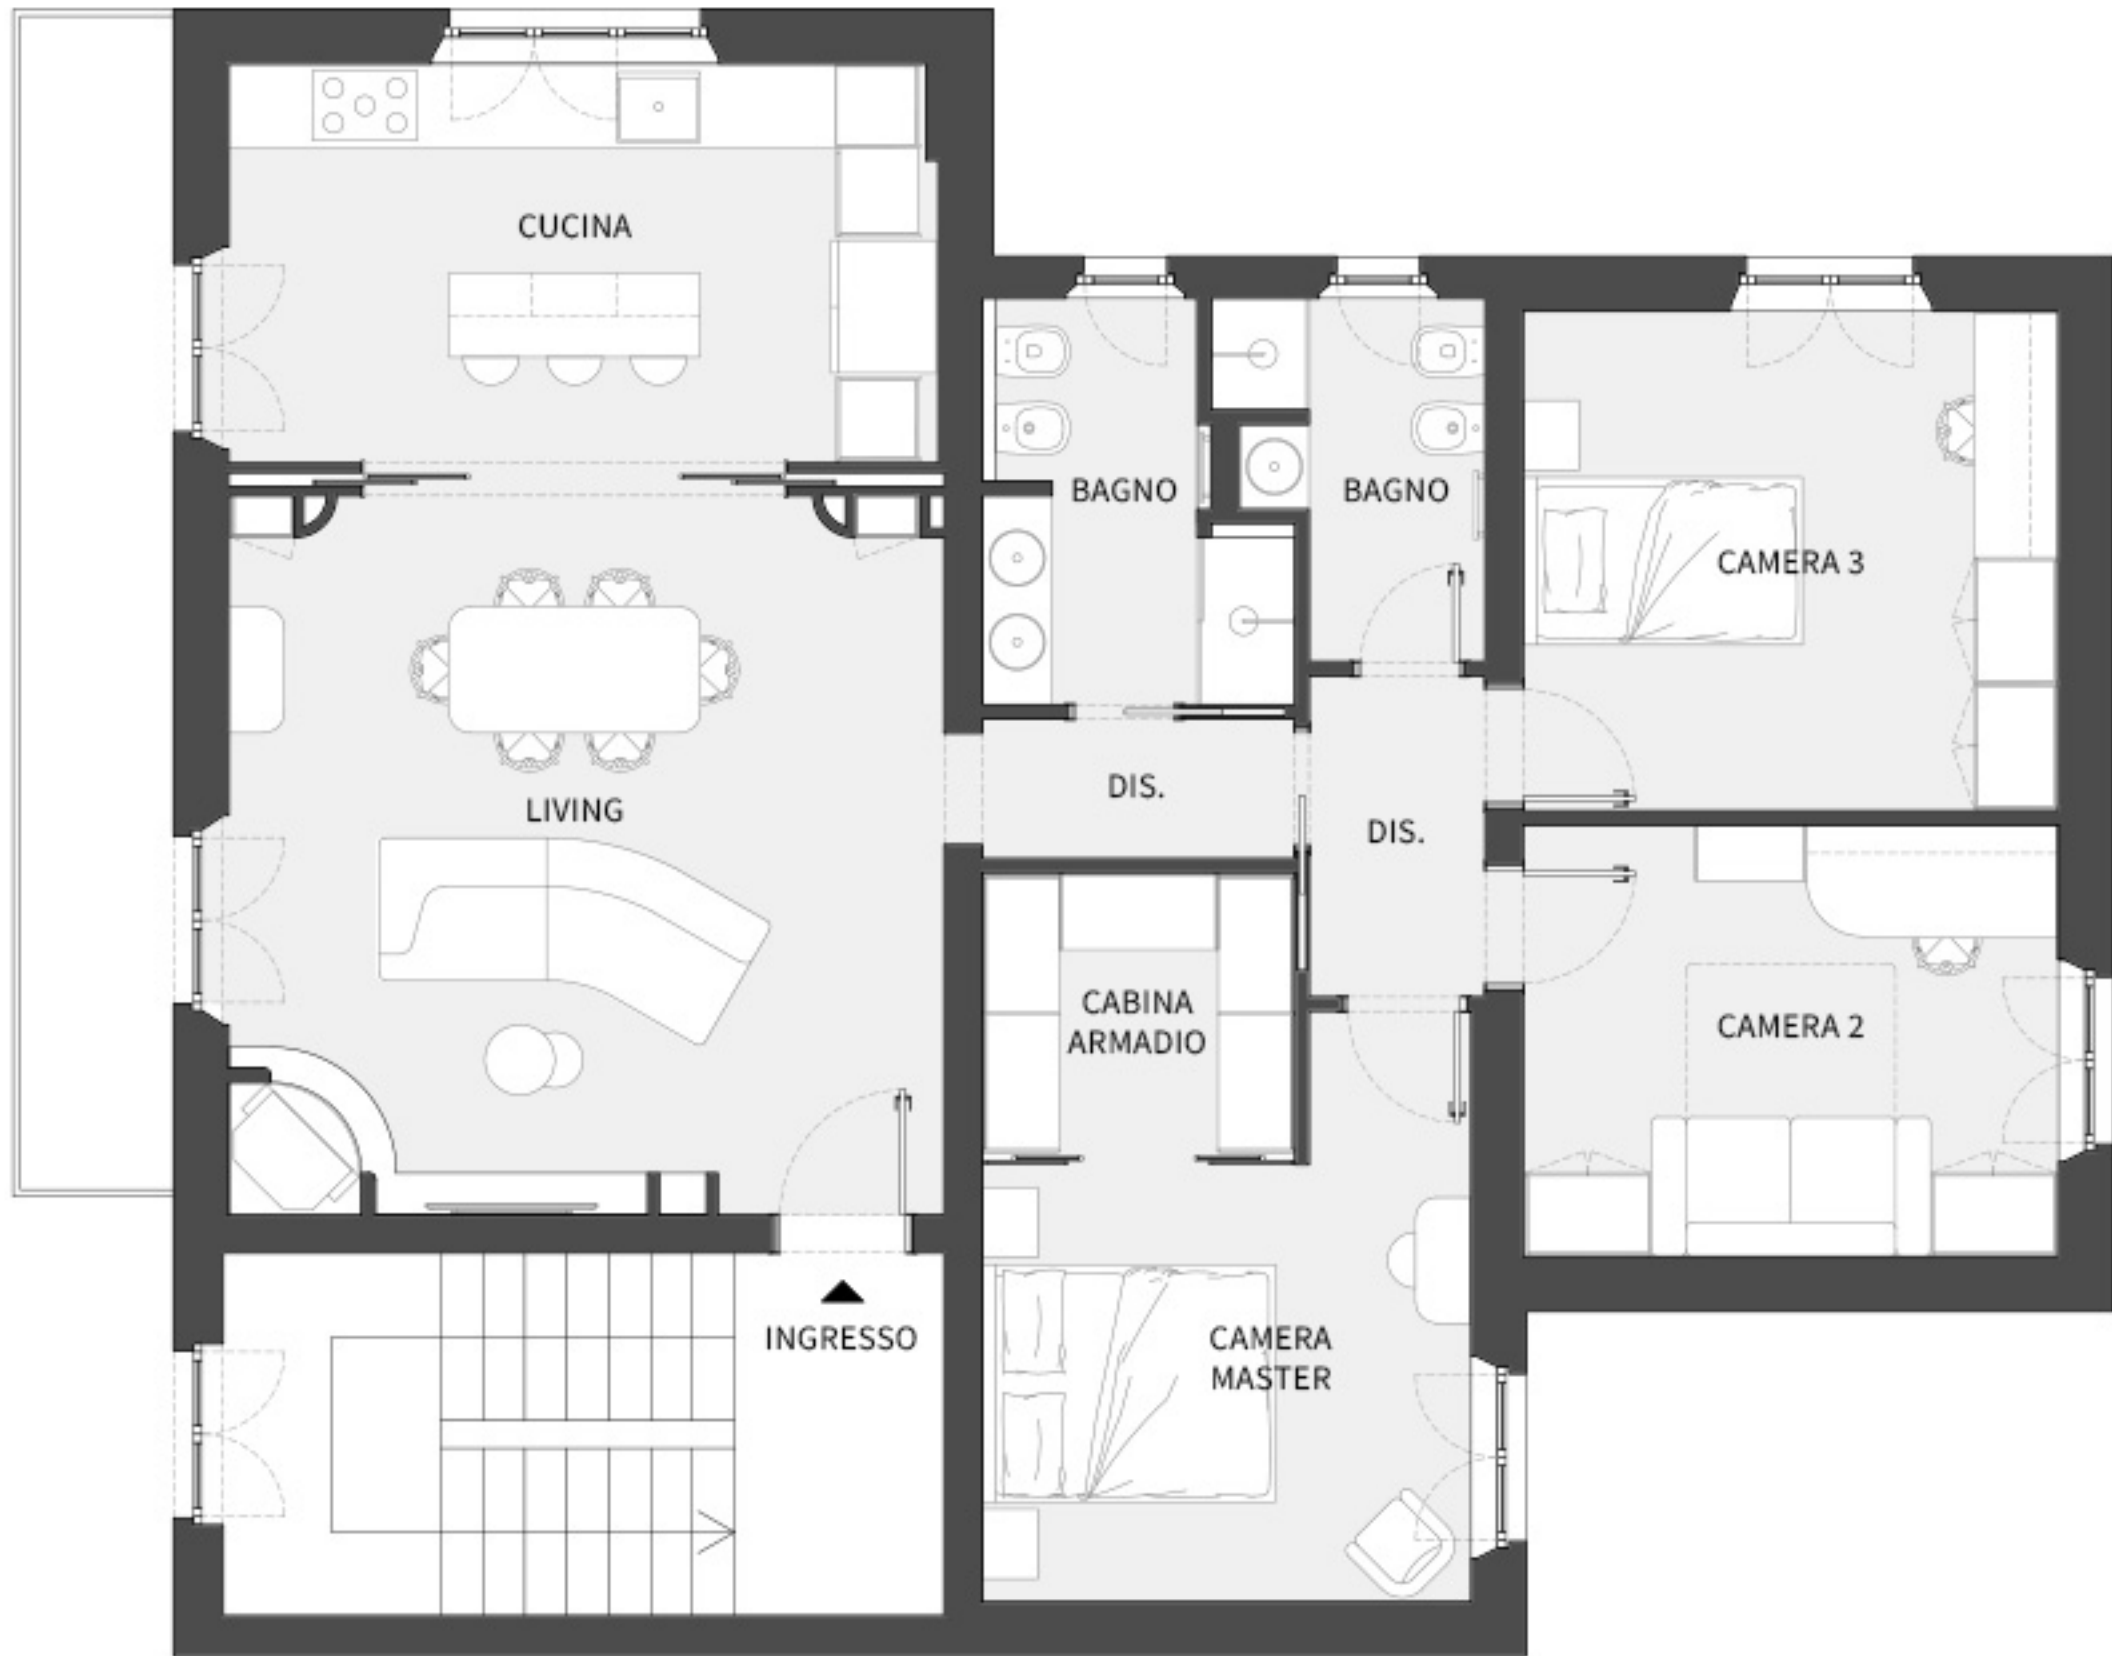 CUCINA
BAGNO
BAGNO
CAMERA 3
LIVING
DIS.
DIS.
CABINA
ARMADIO
CAMERA 2
INGRESSO
CAMERA
MASTER